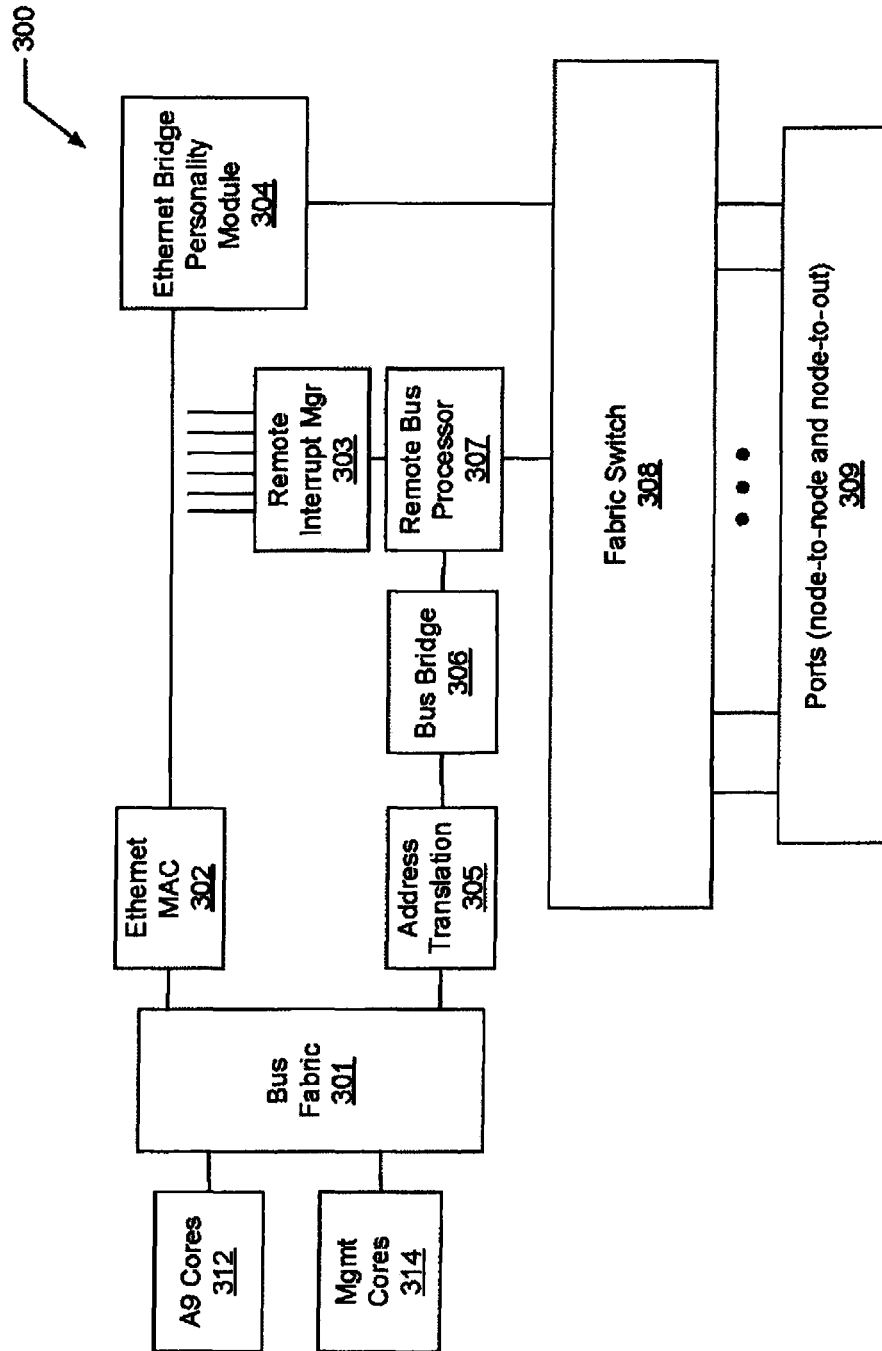 300
A9 Cores
312
Mgmt
Cores
314
Bus
Fabric
301
Ethernet
MAC
302
Address
Translation
305
Bus Bridge
306
Remote
Interrupt Mgr
303
Remote Bus
Processor
307
Ethernet Bridge
Personality
Module
304
Fabric Switch
308
Ports (node-to-node and node-to-out)
309